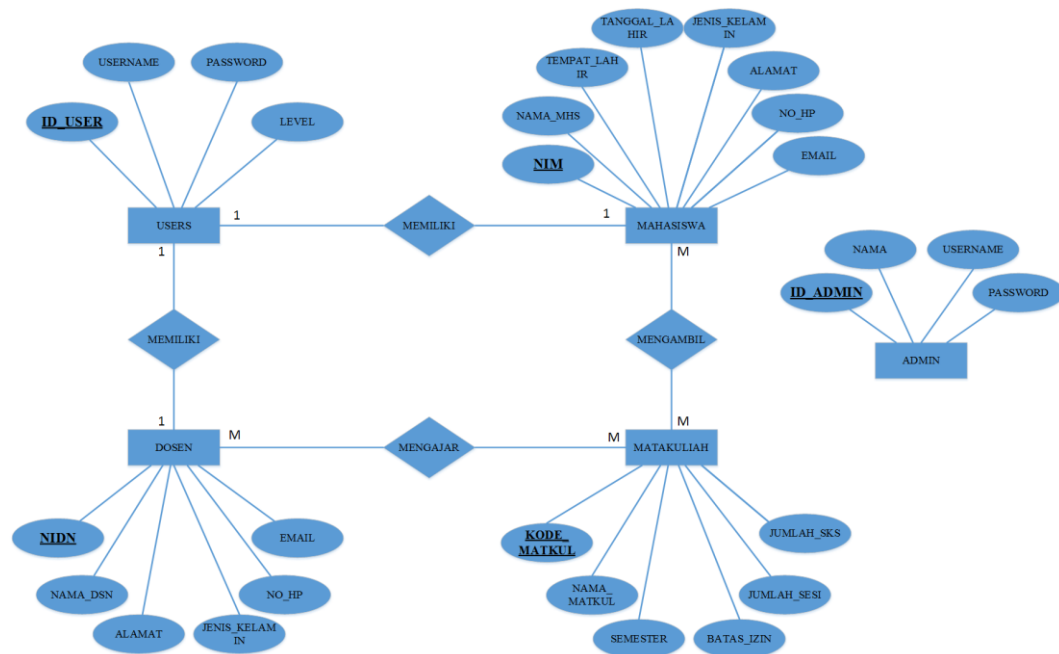 TANGGAL_LA
HIR
JENIS_KELA
MIN
USERNAME
PASSWORD
TEMPAT_LAH
IR
ALAMAT
ID_USER
LEVEL
NAMA_MHS
NO_HP
NIM
EMAIL
USERS
1
MEMILIKI
1
MAHASISWA
1
M
NAMA
USERNAME
ID_ADMIN
PASSWORD
MEMILIKI
MENGAMBIL
ADMIN
1
M
DOSEN
M
MENGAJAR
M
MATAKULIAH
NIDN
EMAIL
KODE_
MATKUL
JUMLAH_SKS
NAMA_DSN
NO_HP
NAMA_
MATKUL
JUMLAH_SESI
ALAMAT
JENIS_KELAM
IN
SEMESTER
BATAS_IZIN